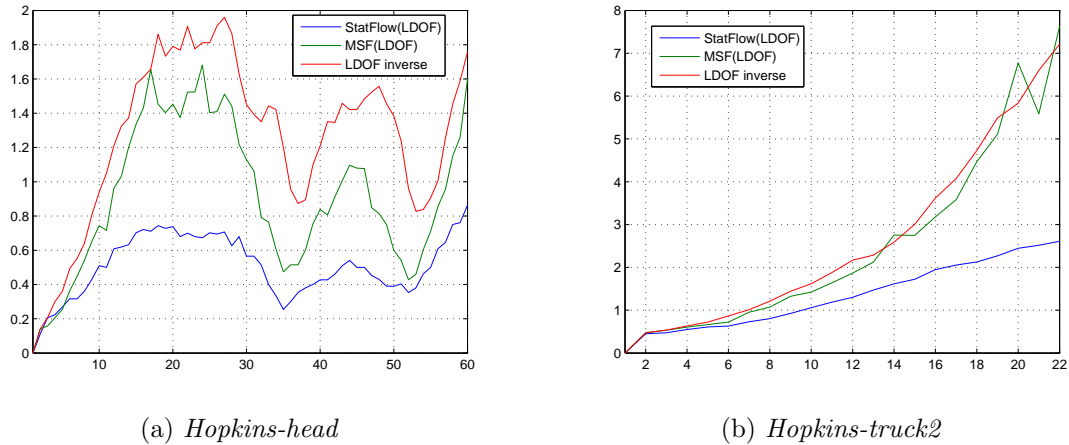 2
1.8
1.6
1.4
1.2
1
0.8
0.6
0.4
0.2
0
10 20 30 40 50 60
StatFlow(LDOF)
MSF(LDOF)
LDOF inverse
(a) Hopkins-head
8
7
6
5
4
3
2
1
0
2 4 6 8 10 12 14 16 18 20 22
StatFlow(LDOF)
MSF(LDOF)
LDOF inverse
(b) Hopkins-truck2